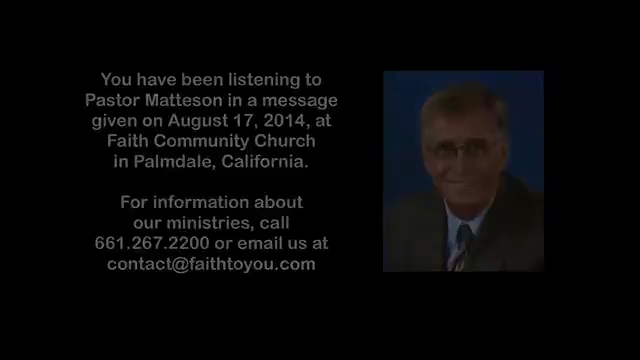 You have been listening to
Pastor Matteson in a message
given on August 17, 2014, at
Faith Community Church
in Palmdale, California.
For information about
our ministries, call
661.267.2200 or email us at
contact@faithtoyou.com